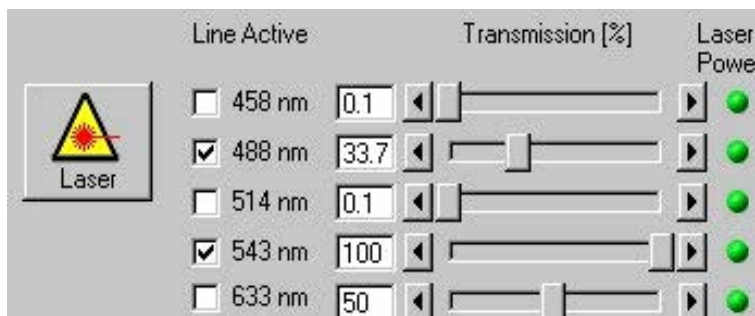 Line Active Transmission [%] Laser
Powe
458 nm 0.1
488 nm 33.7
Laser
514 nm 0.1
543 nm 100
633 nm 50